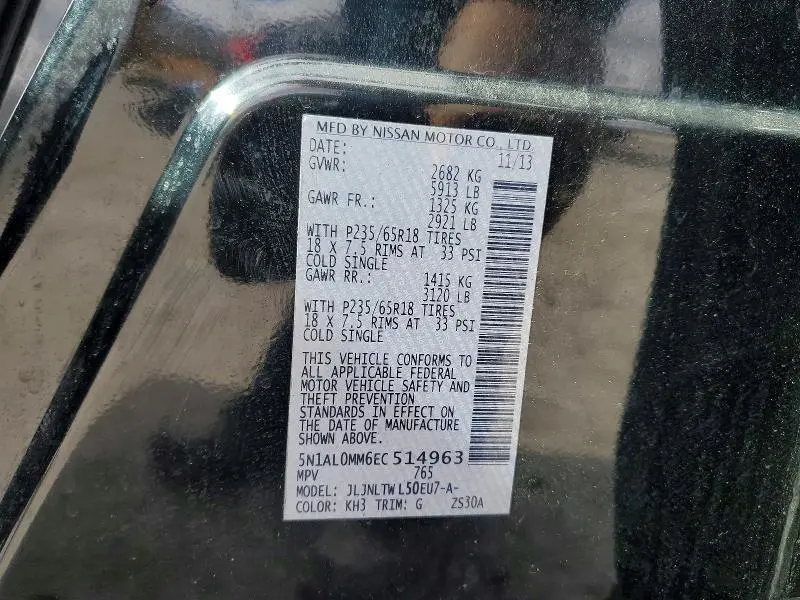 MFD BY NISSAN MOTOR CO., LTD.
DATE: 11/13
GVWR: 2682 KG
5913 LB
GAWR FR.: 1325 KG
2921 LB
WITH P235/65R18 TIRES
18 X 7.5 RIMS AT 33 PSI
COLD SINGLE
GAWR RR.: 1415 KG
3120 LB
WITH P235/65R18 TIRES
18 X 7.5 RIMS AT 33 PSI
COLD SINGLE
THIS VEHICLE CONFORMS TO
ALL APPLICABLE FEDERAL
MOTOR VEHICLE SAFETY AND
THEFT PREVENTION
STANDARDS IN EFFECT ON
THE DATE OF MANUFACTURE
SHOWN ABOVE.
5N1AL0MM6EC514963
MPV 765
MODEL: JLJNLTWL50EU7-A-
COLOR: KH3 TRIM: G ZS30A